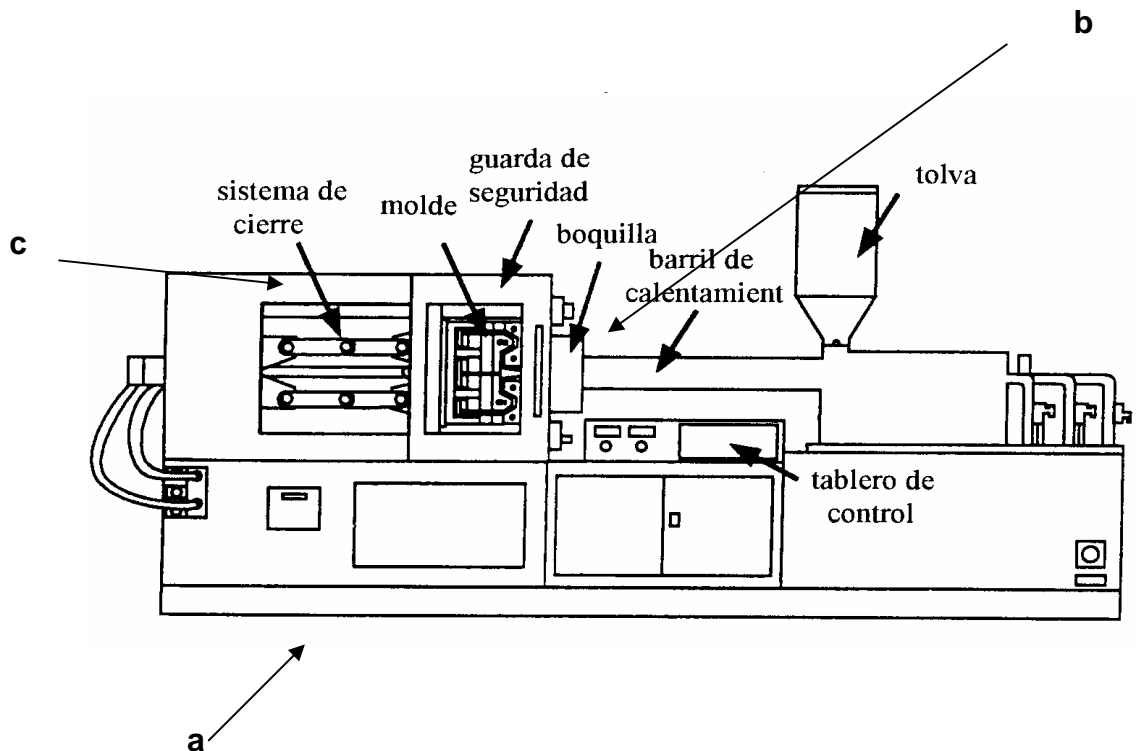 b
guarda de
seguridad
tolva
sistema de
cierre
molde
boquilla
c
barril de
calentamient
tablero de
control
a